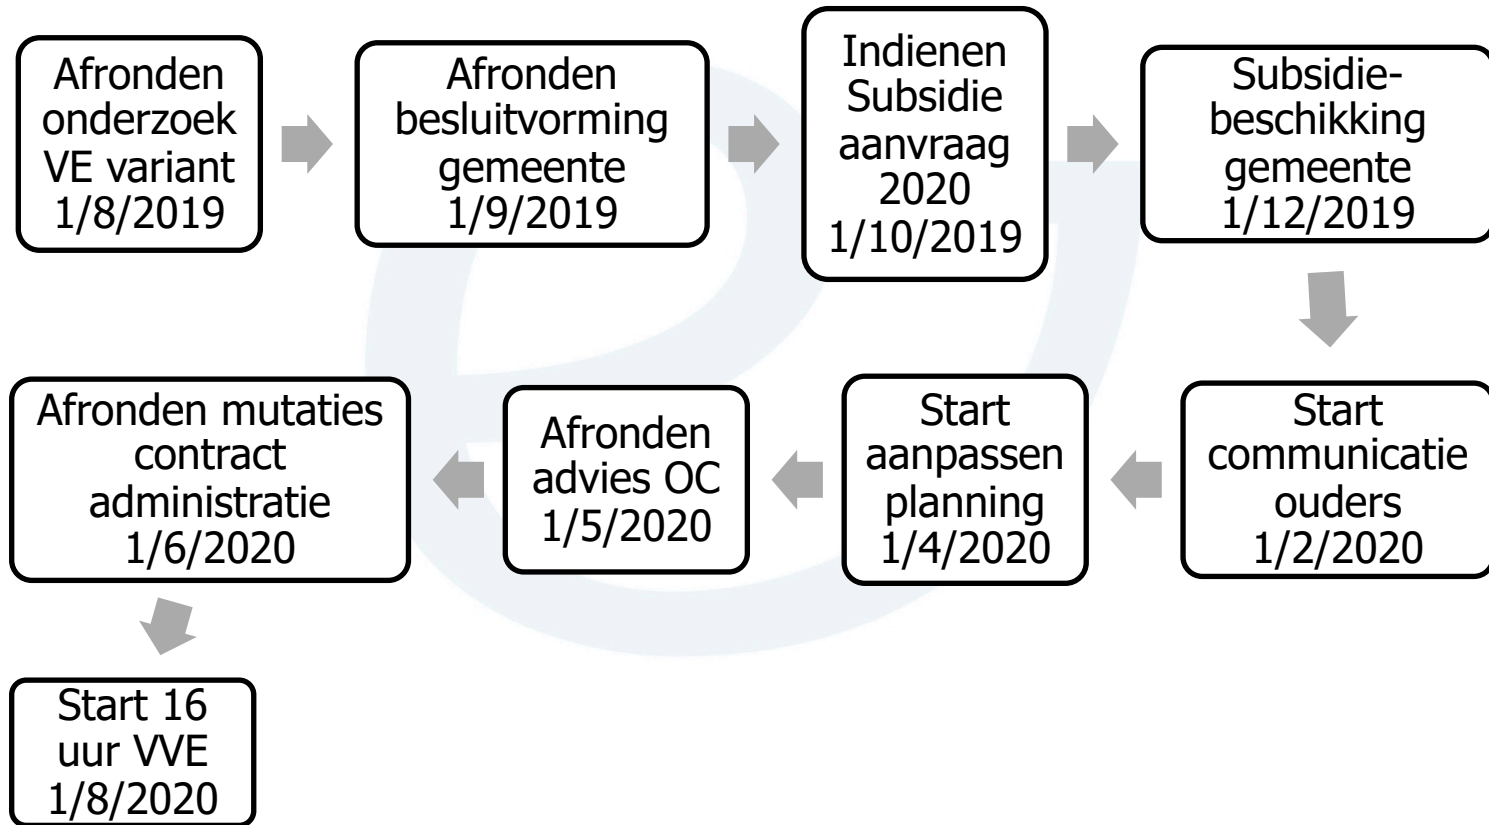 Afronden
onderzoek
VE variant
1/8/2019
Afronden
besluitvorming
gemeente
1/9/2019
Indienen
Subsidie
aanvraag
2020
1/10/2019
Subsidie-
beschikking
gemeente
1/12/2019
Start
communicatie
ouders
1/2/2020
Start
aanpassen
planning
1/4/2020
Afronden
advies OC
1/5/2020
Afronden mutaties
contract
administratie
1/6/2020
Start 16
uur VVE
1/8/2020